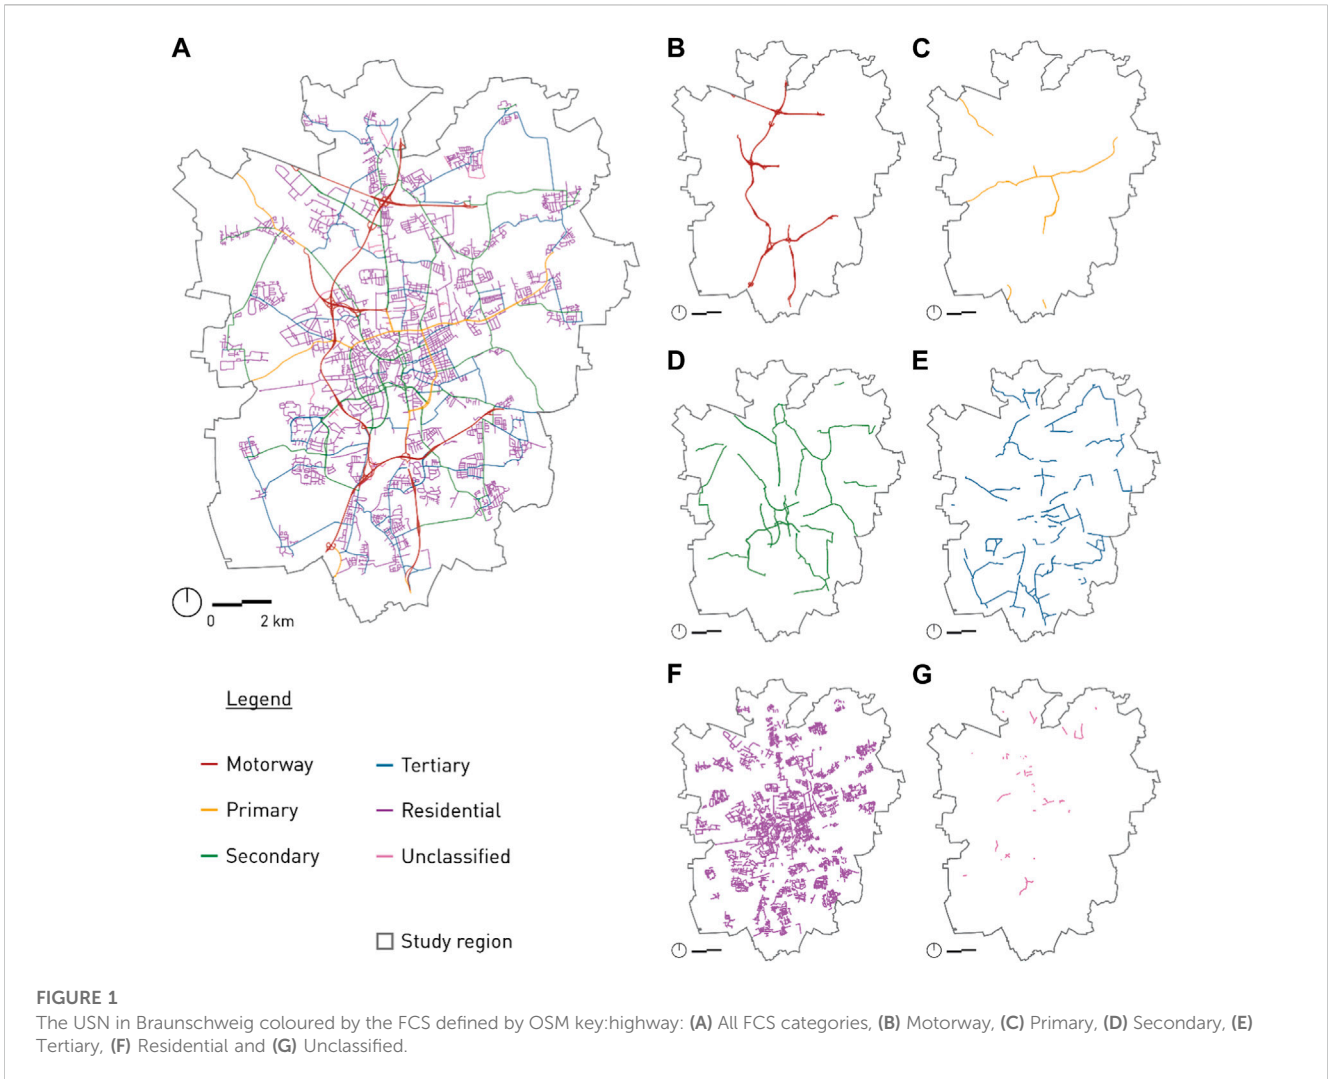 A
B
C
0 2 km
D
E
Legend
Motorway
Tertiary
Primary
Residential
Secondary
Unclassified
Study region
F
G
FIGURE 1
The USN in Braunschweig coloured by the FCS defined by OSM key:highway: (A) All FCS categories, (B) Motorway, (C) Primary, (D) Secondary, (E)
Tertiary, (F) Residential and (G) Unclassified.